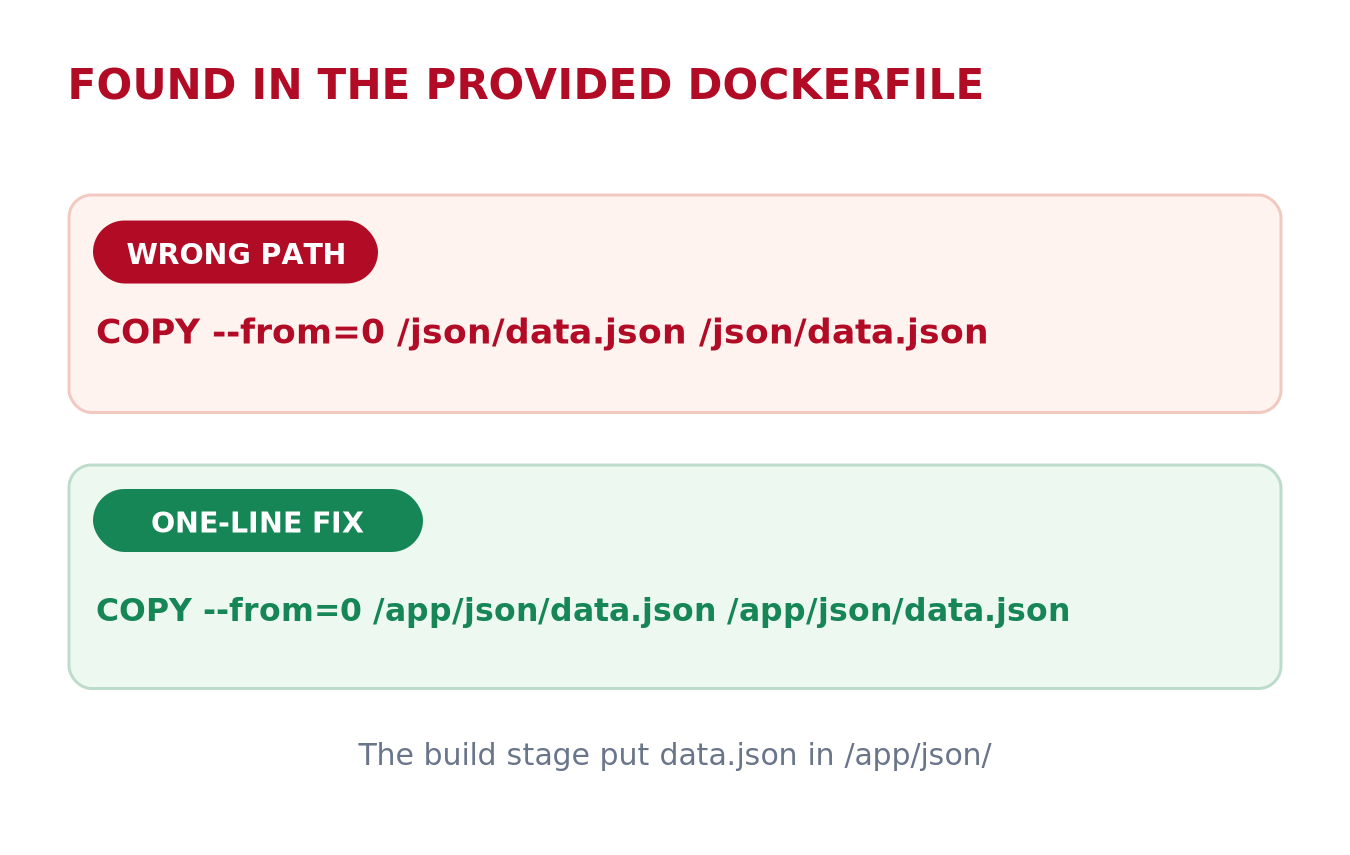 FOUND IN THE PROVIDED DOCKERFILE
WRONG PATH
COPY --from=0 /json/data.json /json/data.json
ONE-LINE FIX
COPY --from=0 /app/json/data.json /app/json/data.json
The build stage put data.json in /app/json/